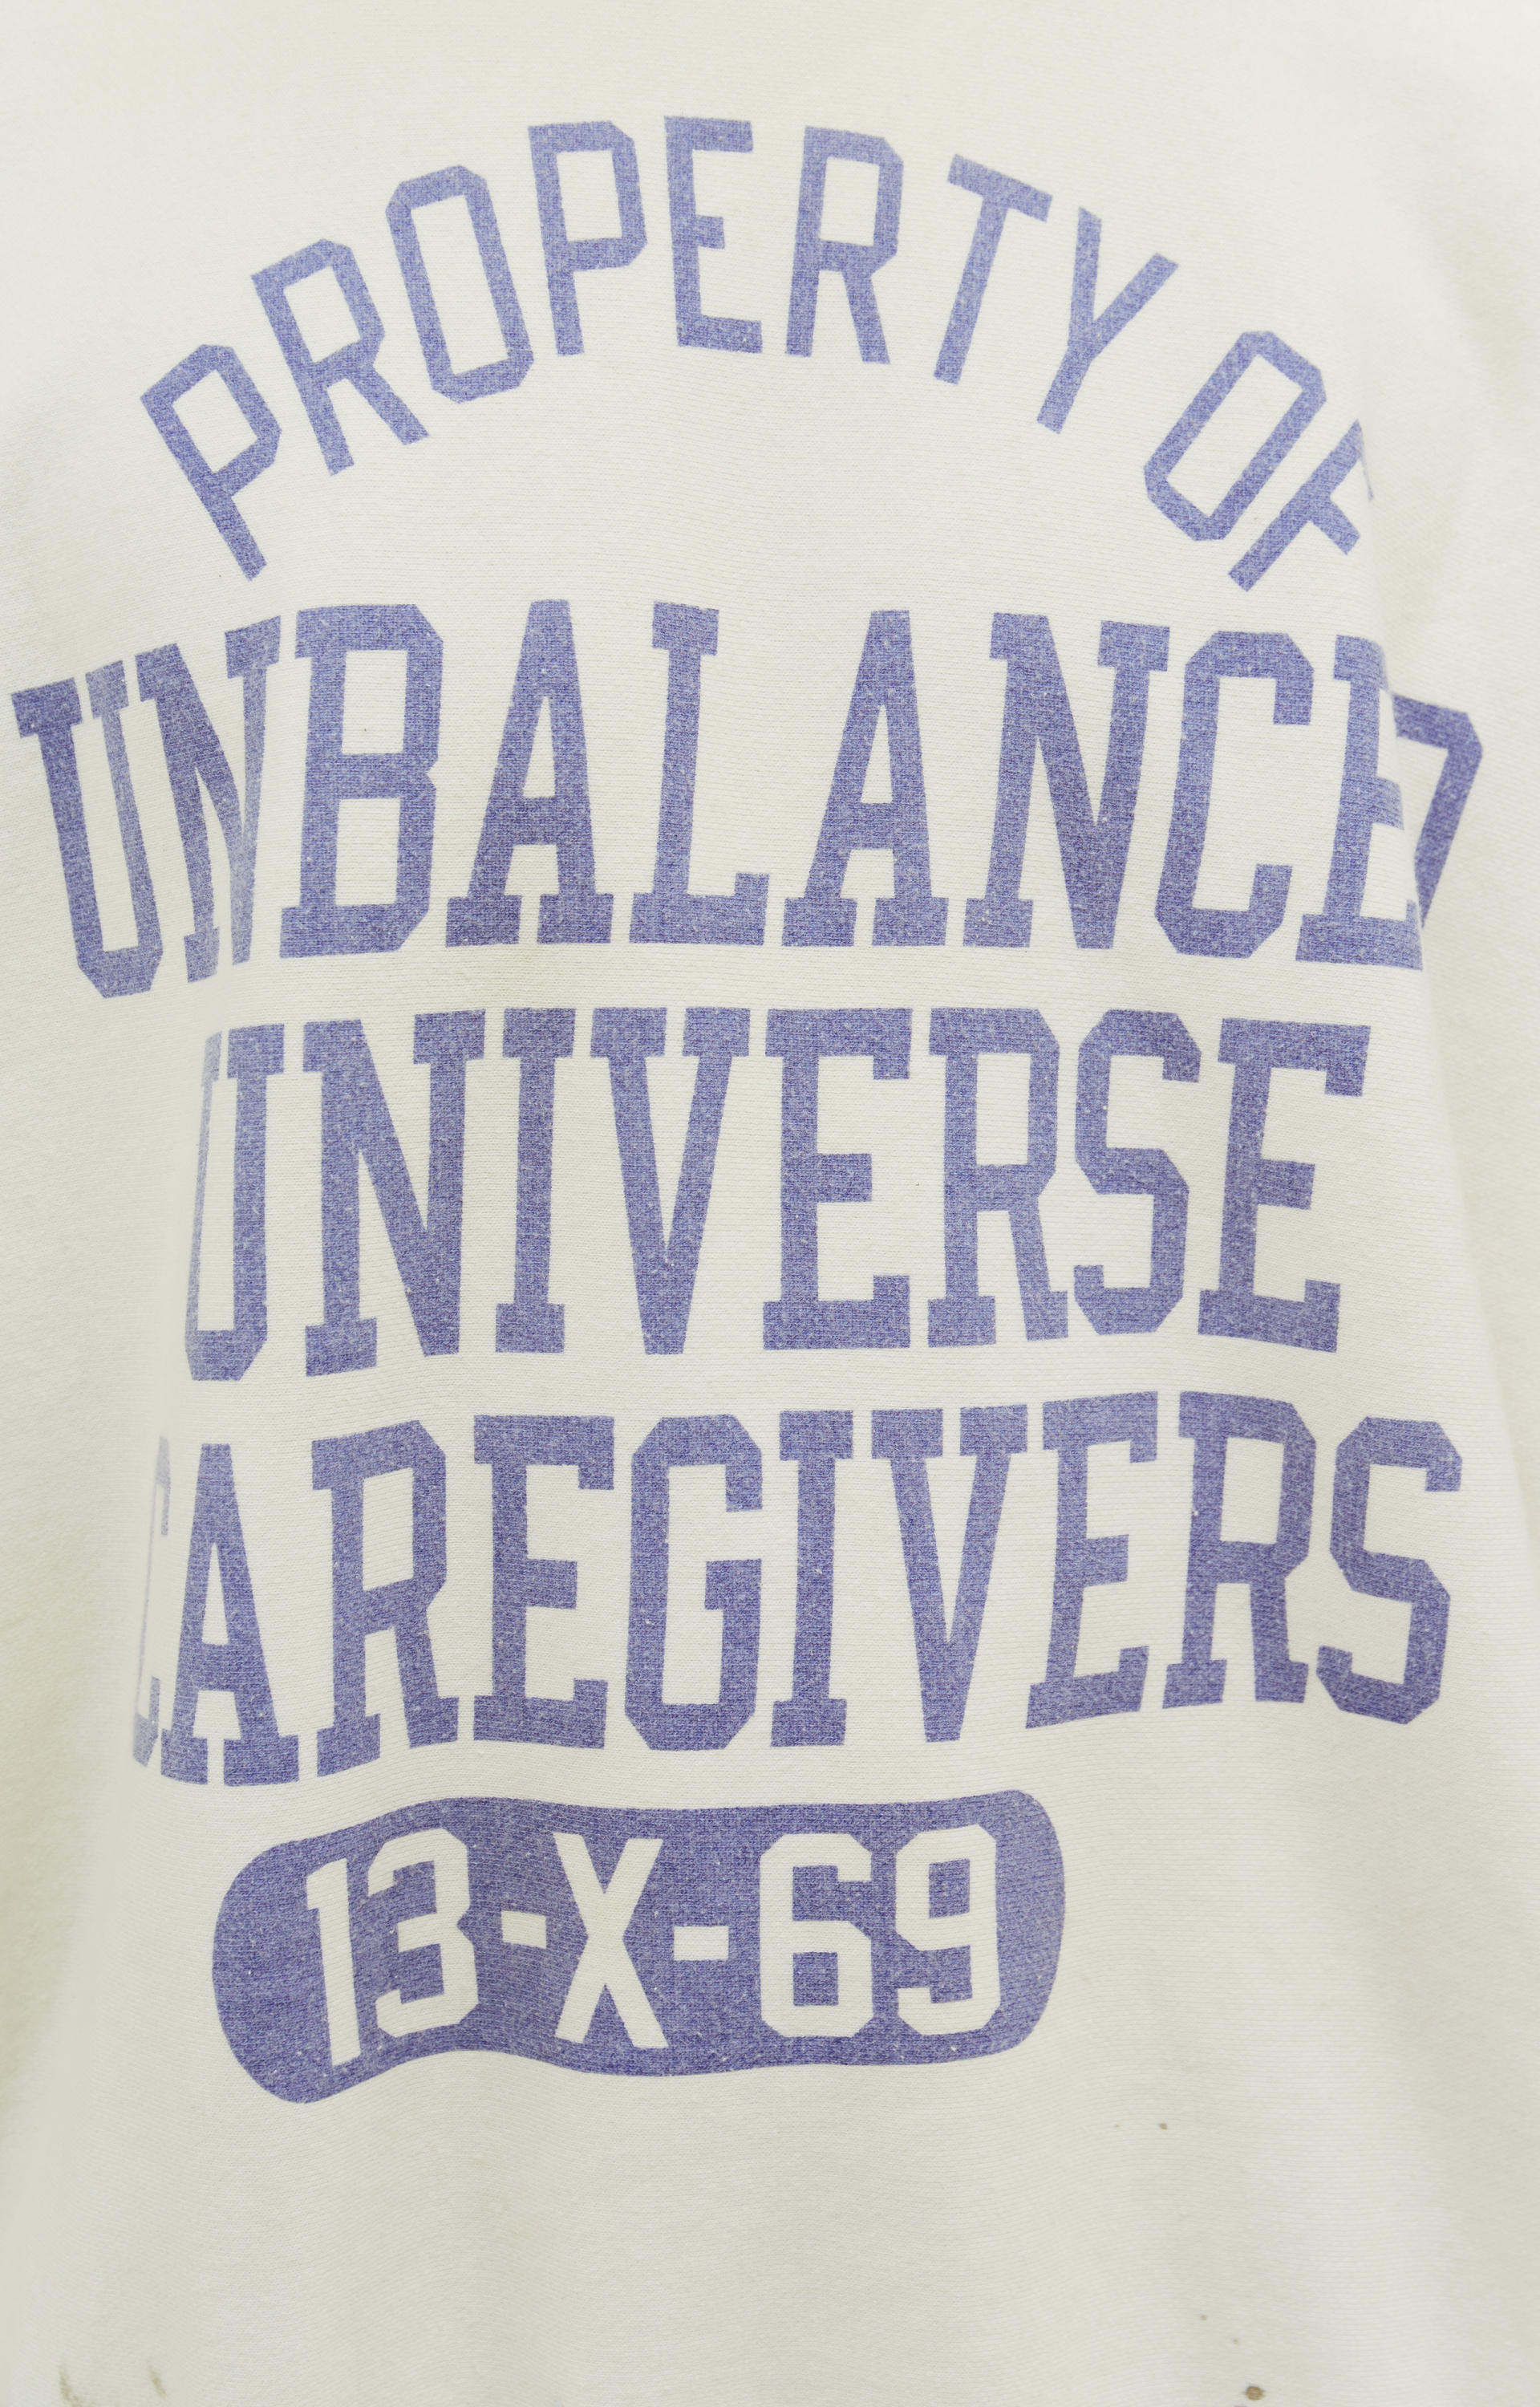 PROPERTY OF
UNBALANCED
UNIVERSE
CAREGIVERS
13-X-69